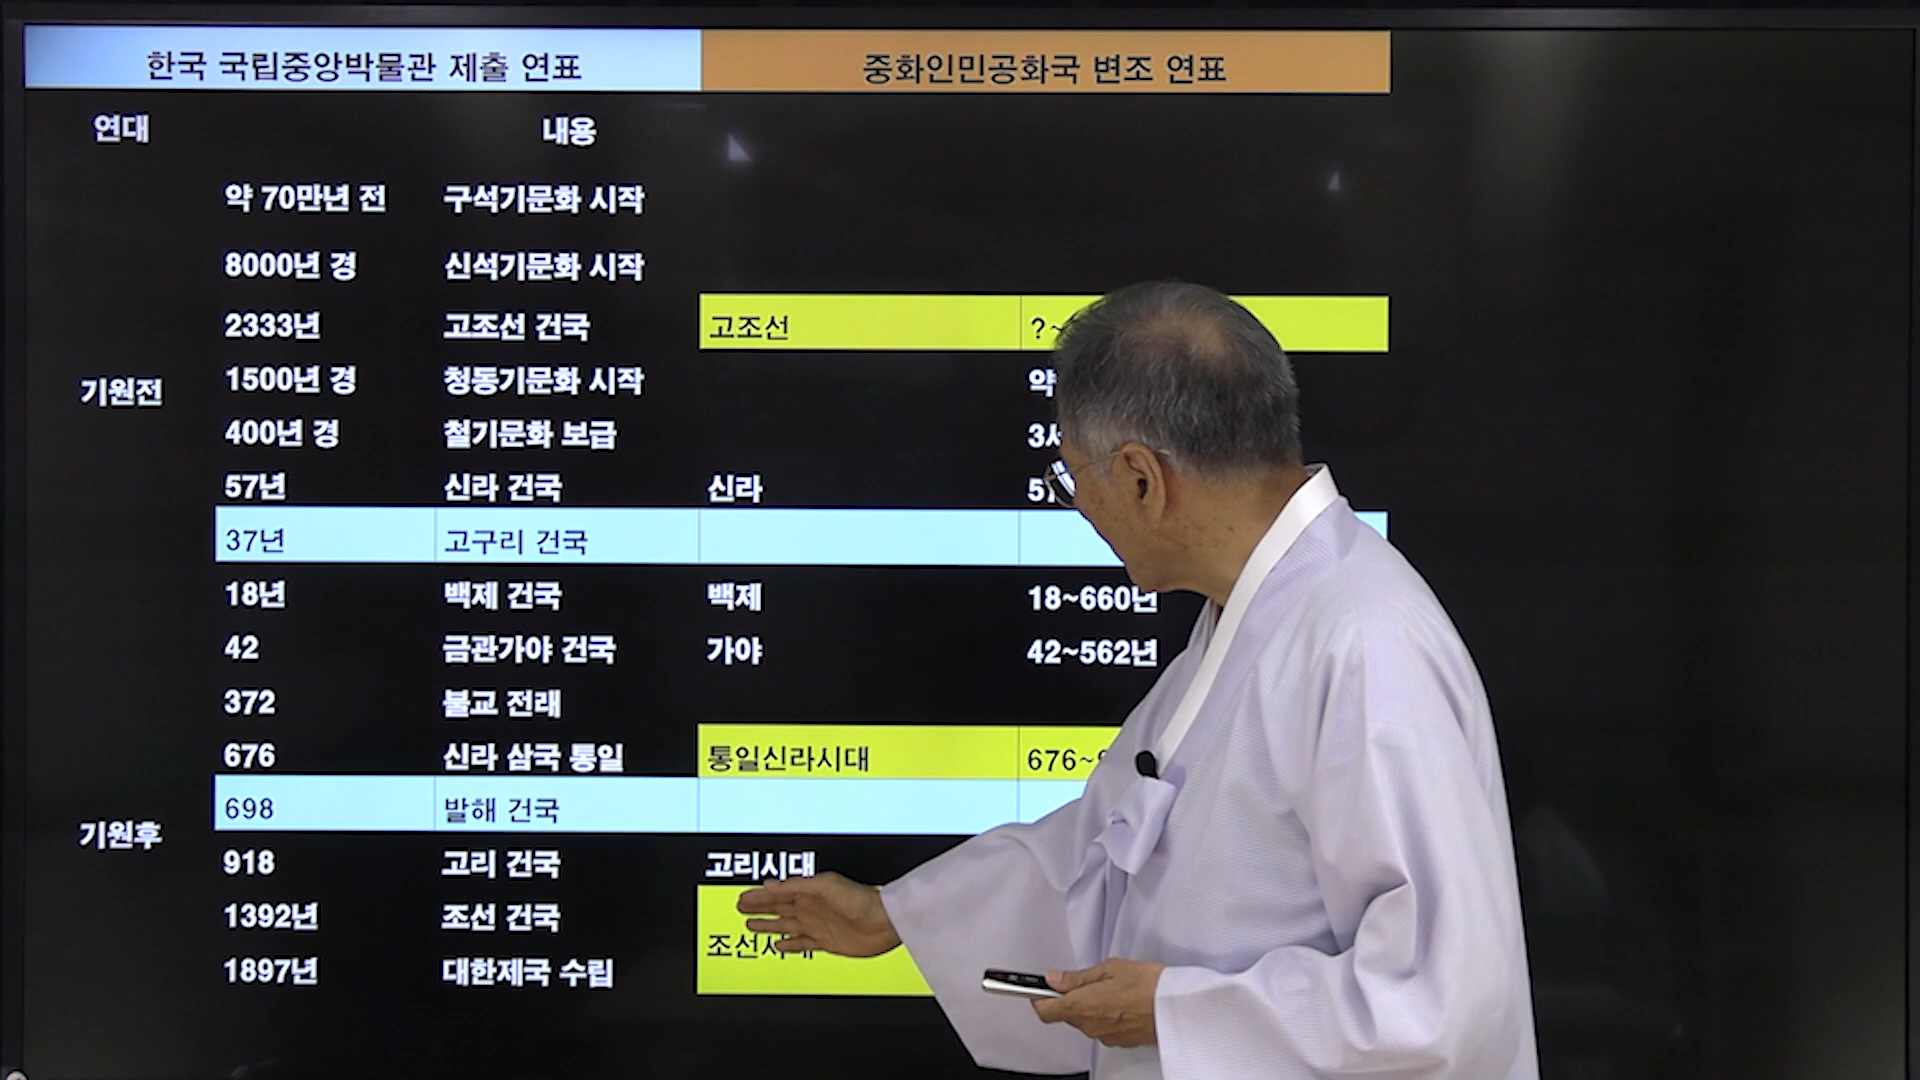 한국 국립중앙박물관 제출 연표 중화인민공화국 변조 연표
연대 내용
약 70만년 전 구석기문화 시작
8000년 경 신석기문화 시작
2333년 고조선 건국 고조선 ?~
기원전
1500년 경 청동기문화 시작 약
400년 경 철기문화 보급
57년 신라 건국 신라
37년 고구리 건국
18년 백제 건국 백제 18~660년
42 금관가야 건국 가야 42~562년
372 불교 전래
676 신라 삼국 통일 통일신라시대 676~
698 발해 건국
기원후
918 고리 건국 고리시대
1392년 조선 건국
조선시대
1897년 대한제국 수립